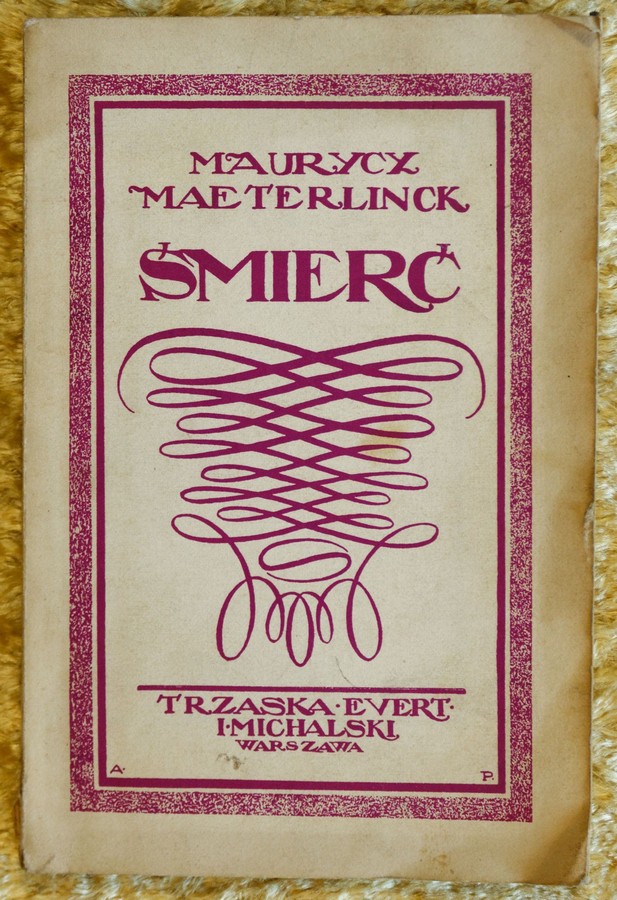 MAURYCY
MAETERLINCK
ŚMIERĆ
TRZASKA·EVERT·
I·MICHALSKI
WARSZAWA
A. P.